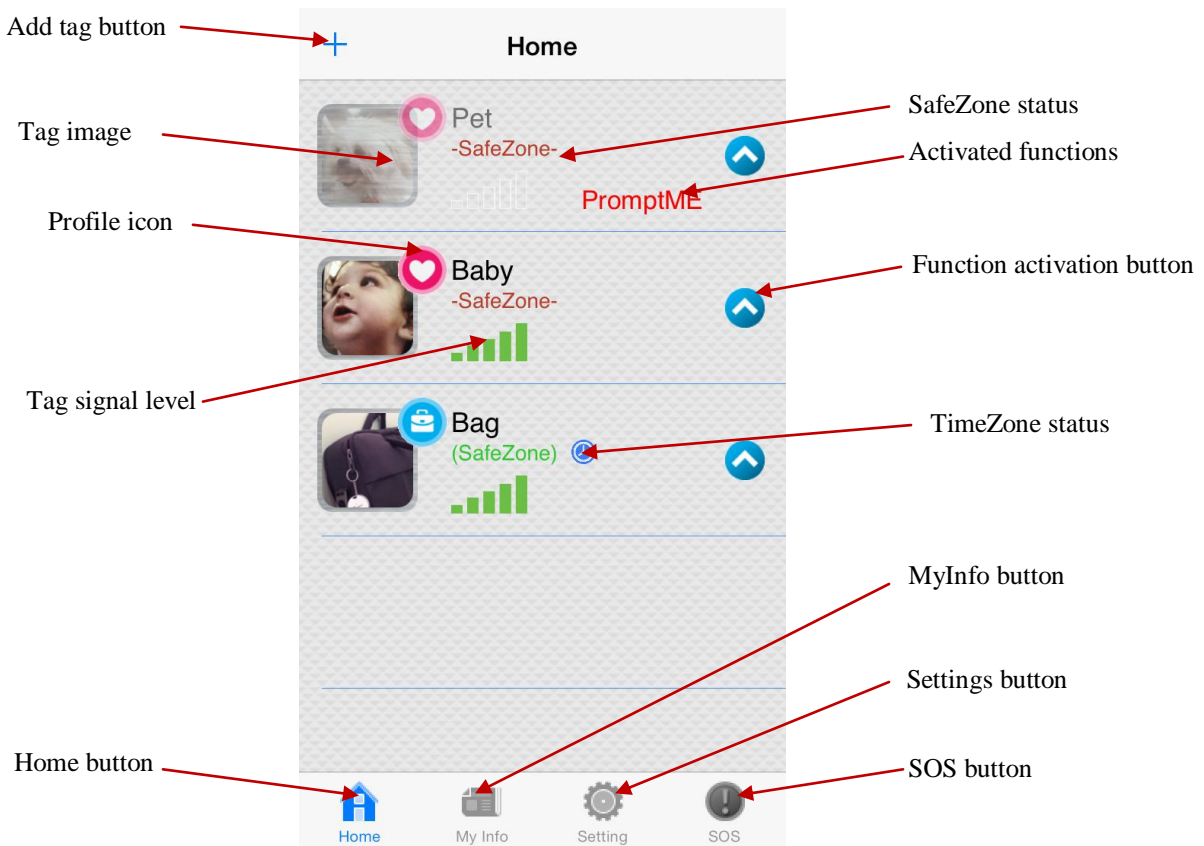 Add tag button
Home
Tag image
Pet
-SafeZone-
PromptME
SafeZone status
Activated functions
Profile icon
Baby
-SafeZone-
Function activation button
Tag signal level
Bag
(SafeZone)
TimeZone status
MyInfo button
Settings button
Home button
SOS button
Home
My Info
Setting
SOS